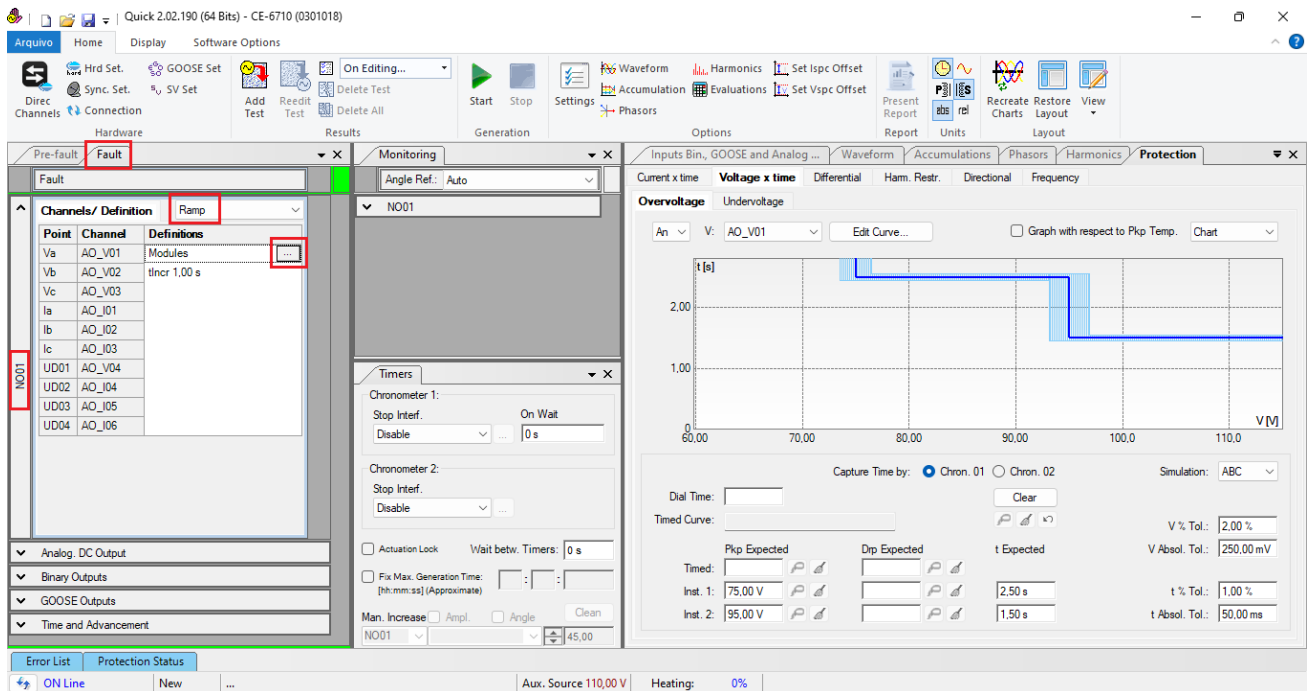 Quick 2.02.190 (64 Bits) - CE-6710 (0301018)
Arquivo Home Display Software Options
Direc Channels
Hrd Set.
Sync. Set.
Connection
GOOSE Set
SV Set
Hardware
Add Test
Reedit Test
On Editing...
Delete Test
Delete All
Results
Start
Stop
Generation
Settings
Waveform
Accumulation
Phasors
Harmonics
Evaluations
Set Ispc Offset
Set Vspc Offset
Options
Present Report
Report
abs rel
Units
Recreate Charts
Restore Layout
View
Layout
Pre-fault Fault
Fault
Channels/ Definition Ramp
Point Channel Definitions
Va AO_V01 Modules ...
Vb AO_V02 tIncr 1,00 s
Vc AO_V03
Ia AO_I01
Ib AO_I02
Ic AO_I03
UD01 AO_V04
UD02 AO_I04
UD03 AO_I05
UD04 AO_I06
NO01
Analog. DC Output
Binary Outputs
GOOSE Outputs
Time and Advancement
Monitoring
Angle Ref.: Auto
NO01
Timers
Chronometer 1:
Stop Interf. On Wait
Disable ... 0 s
Chronometer 2:
Stop Interf.
Disable ...
Actuation Lock Wait betw. Timers: 0 s
Fix Max. Generation Time: : :
[hh:mm:ss] (Approximate)
Man. Increase Ampl. Angle Clean
NO01 45,00
Inputs Bin., GOOSE and Analog ... Waveform Accumulations Phasors Harmonics Protection
Current x time Voltage x time Differential Harm. Restr. Directional Frequency
Overvoltage Undervoltage
An V: AO_V01 Edit Curve... Graph with respect to Pkp Temp. Chart
t [s]
2,00
1,00
0
60,00 70,00 80,00 90,00 100,0 110,0
V [V]
Capture Time by: Chron. 01 Chron. 02 Simulation: ABC
Dial Time: Clear
Timed Curve: V % Tol.: 2,00 %
Pkp Expected Drp Expected t Expected V Absol. Tol.: 250,00 mV
Timed:
Inst. 1: 75,00 V 2,50 s t % Tol.: 1,00 %
Inst. 2: 95,00 V 1,50 s t Absol. Tol.: 50,00 ms
Error List Protection Status
ON Line New ... Aux. Source 110,00 V Heating: 0%